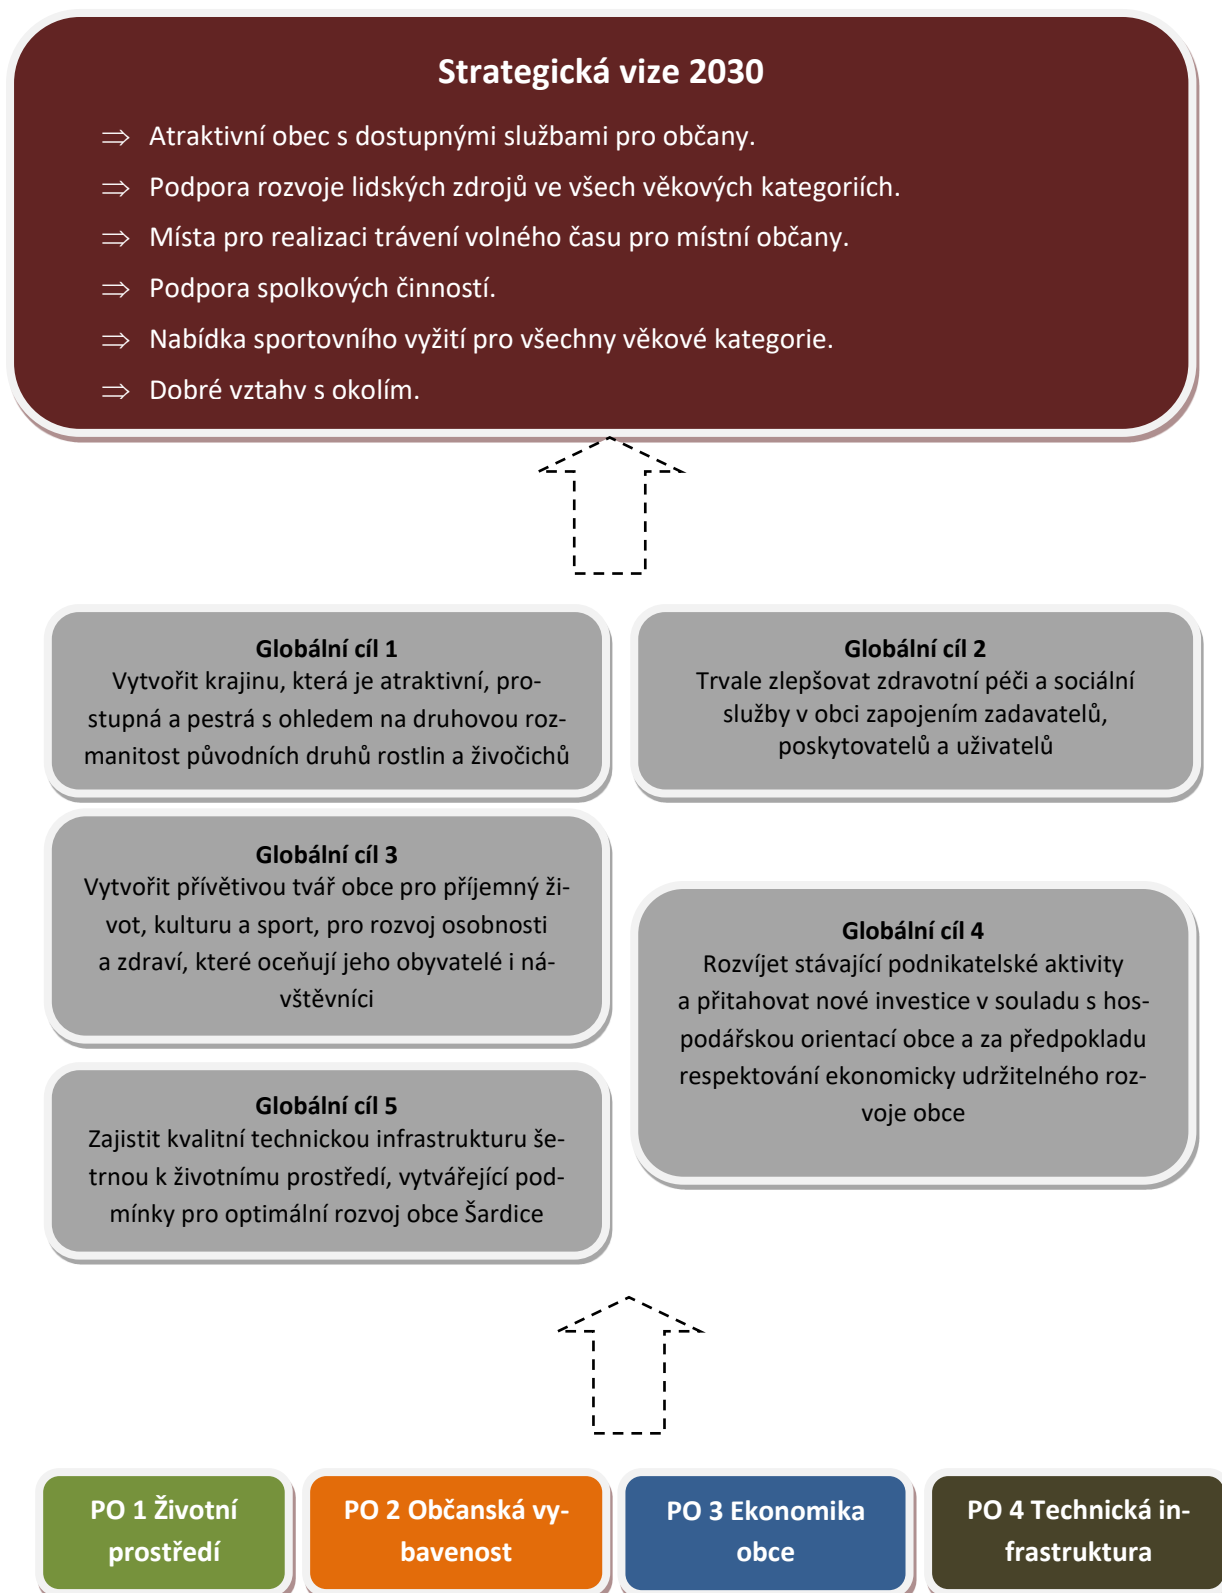 Strategická vize 2030
⇒ Atraktivní obec s dostupnými službami pro občany.
⇒ Podpora rozvoje lidských zdrojů ve všech věkových kategoriích.
⇒ Místa pro realizaci trávení volného času pro místní občany.
⇒ Podpora spolkových činností.
⇒ Nabídka sportovního vyžití pro všechny věkové kategorie.
⇒ Dobré vztahy s okolím.
Globální cíl 1
Vytvořit krajinu, která je atraktivní, pro-
stupná a pestrá s ohledem na druhovou roz-
manitost původních druhů rostlin a živočichů
Globální cíl 2
Trvale zlepšovat zdravotní péči a sociální
služby v obci zapojením zadavatelů,
poskytovatelů a uživatelů
Globální cíl 3
Vytvořit přívětivou tvář obce pro příjemný ži-
vot, kulturu a sport, pro rozvoj osobnosti
a zdraví, které oceňují jeho obyvatelé i ná-
vštěvníci
Globální cíl 4
Rozvíjet stávající podnikatelské aktivity
a přitahovat nové investice v souladu s hos-
podářskou orientací obce a za předpokladu
respektování ekonomicky udržitelného roz-
voje obce
Globální cíl 5
Zajistit kvalitní technickou infrastrukturu še-
trnou k životnímu prostředí, vytvářející pod-
mínky pro optimální rozvoj obce Šardice
PO 1 Životní
prostředí
PO 2 Občanská vy-
bavenost
PO 3 Ekonomika
obce
PO 4 Technická in-
frastruktura